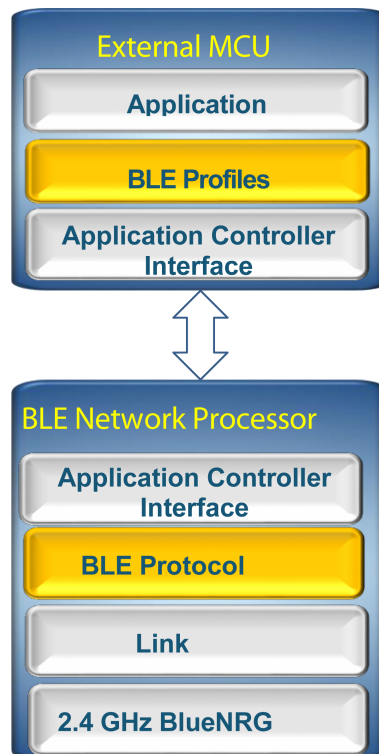 External MCU
Application
BLE Profiles
Application Controller
Interface
BLE Network Processor
Application Controller
Interface
BLE Protocol
Link
2.4 GHz BlueNRG